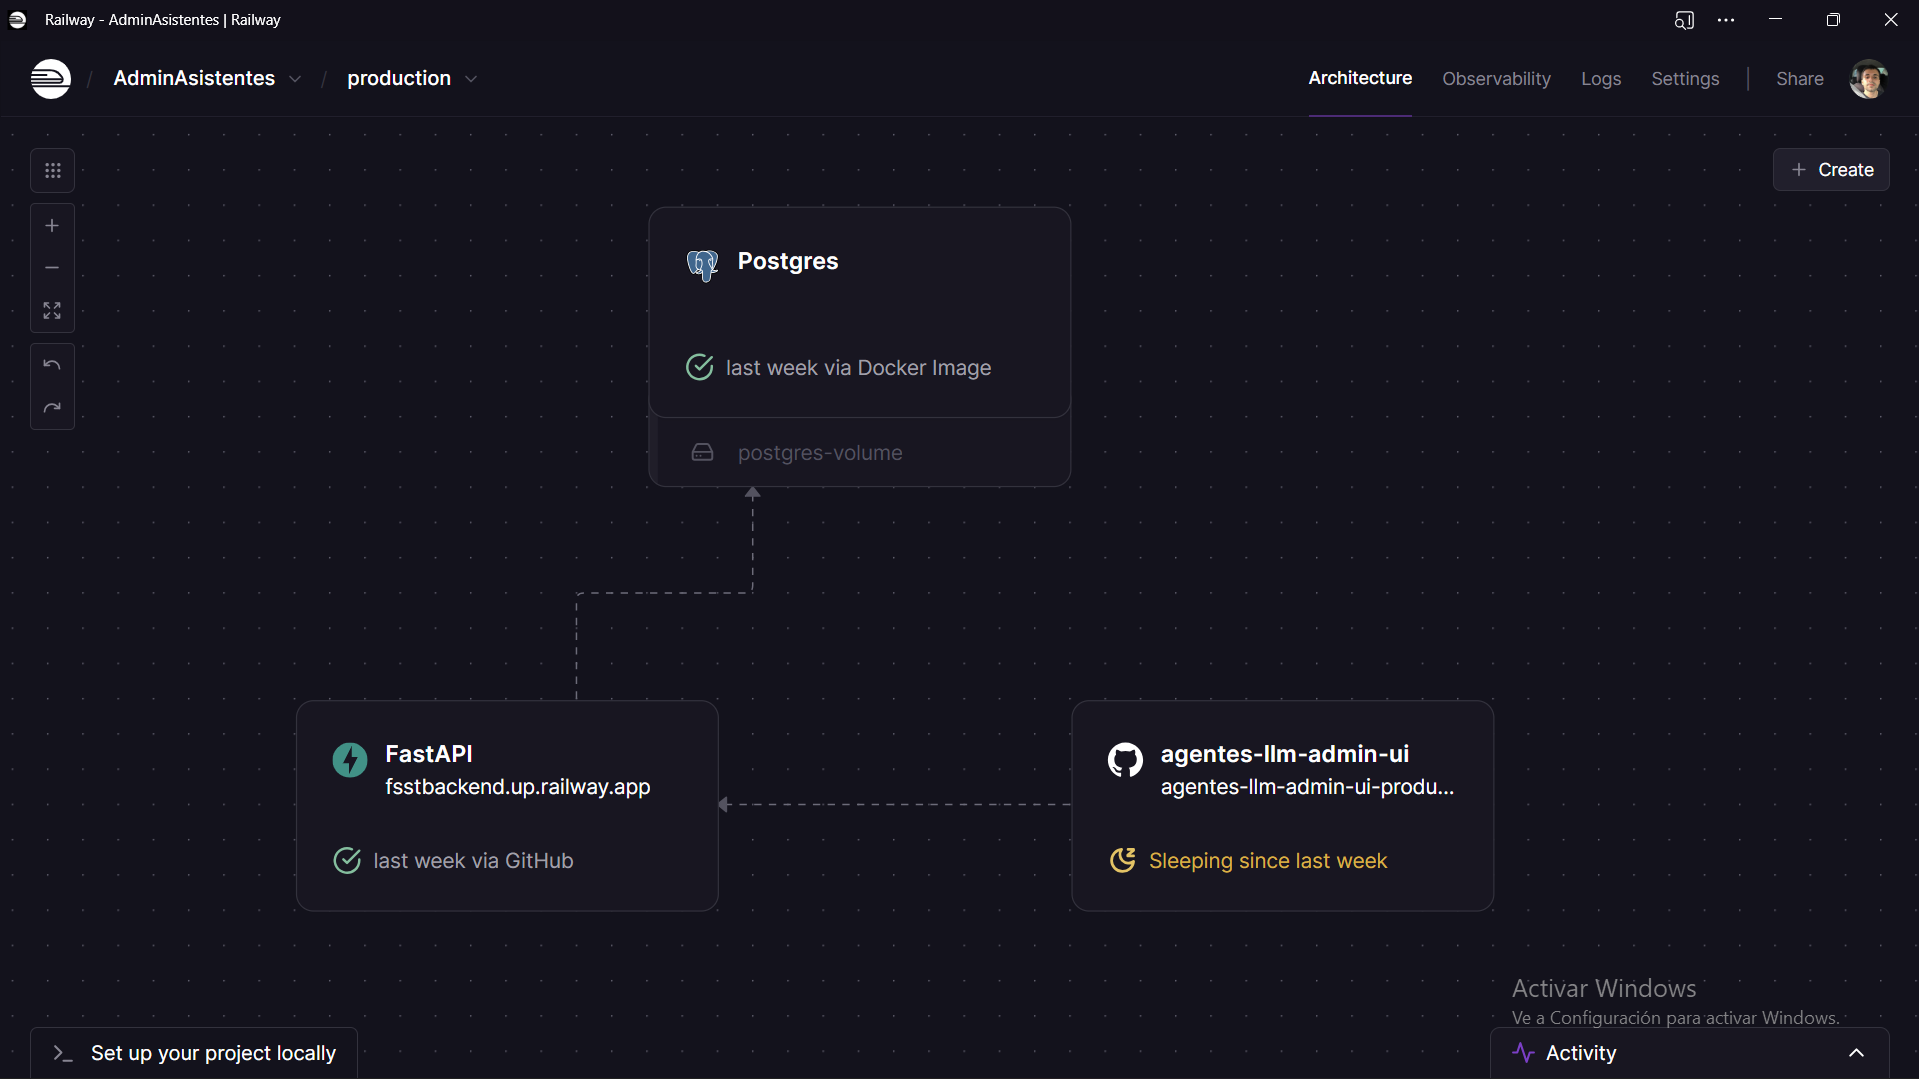 Railway - AdminAsistentes | Railway
/ AdminAsistentes / production
Architecture Observability Logs Settings | Share
+ Create
Postgres
last week via Docker Image
postgres-volume
FastAPI
fsstbackend.up.railway.app
last week via GitHub
agentes-llm-admin-ui
agentes-llm-admin-ui-produ...
Sleeping since last week
Activar Windows
Ve a Configuración para activar Windows.
Set up your project locally
Activity